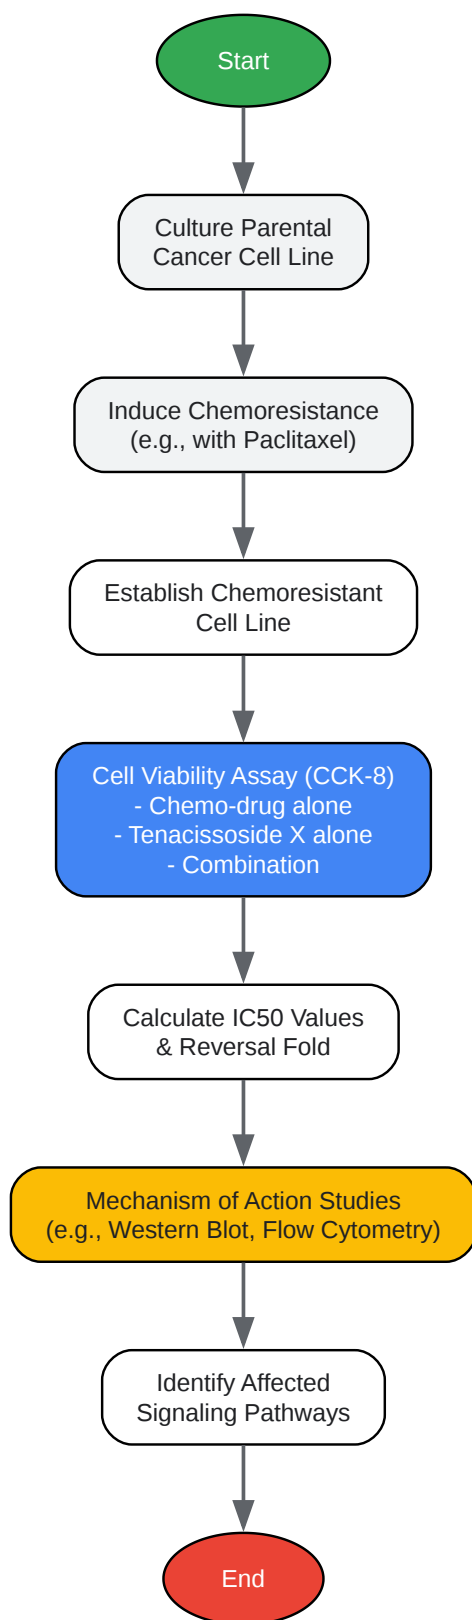 Start
Culture Parental
Cancer Cell Line
Induce Chemoresistance
(e.g., with Paclitaxel)
Establish Chemoresistant
Cell Line
Cell Viability Assay (CCK-8)
- Chemo-drug alone
- Tenacissoside X alone
- Combination
Calculate IC50 Values
& Reversal Fold
Mechanism of Action Studies
(e.g., Western Blot, Flow Cytometry)
Identify Affected
Signaling Pathways
End